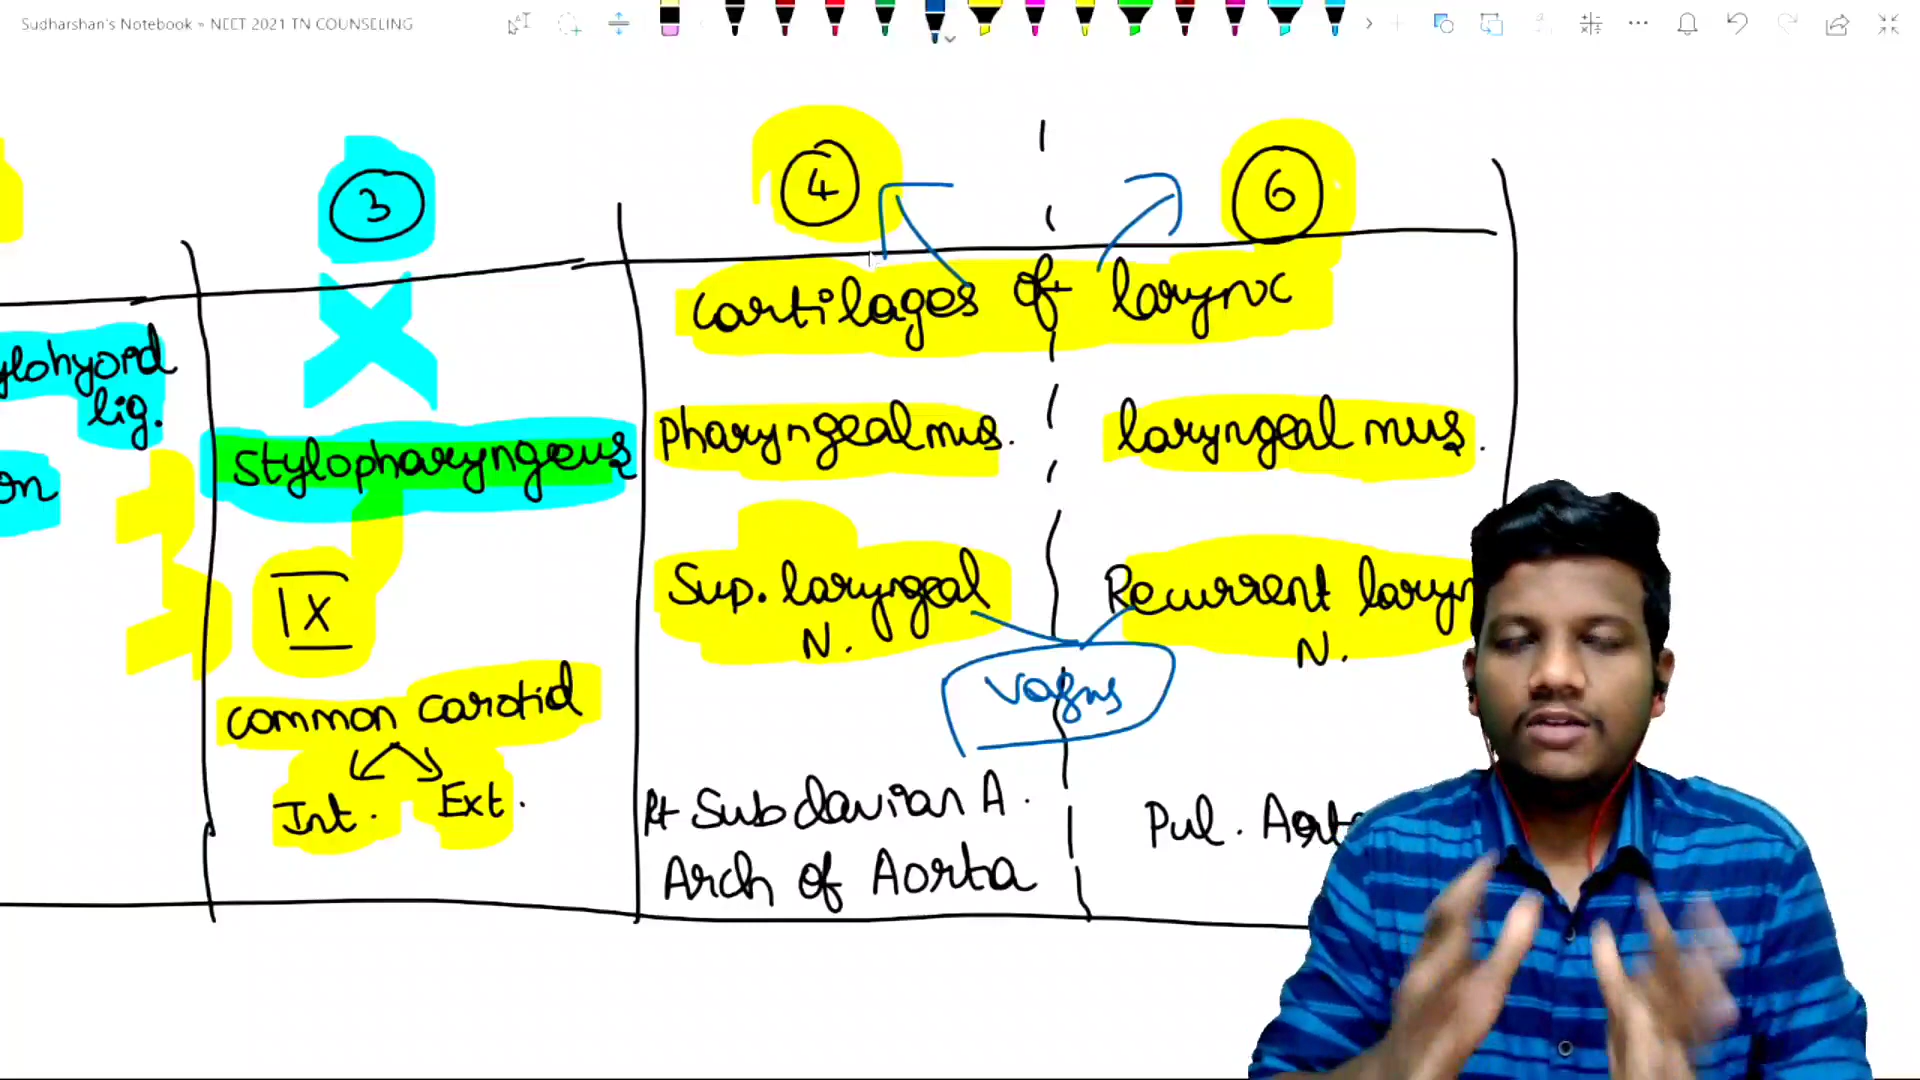 Sudharshan's Notebook » NEET 2021 TN COUNSELING
3
4
6
cartilages of larynx
ylohyoid
lig.
on
stylopharyngeus
pharyngeal mus.
laryngeal mus.
IX
Sup. laryngeal
N.
Recurrent laryn
N.
vagus
common carotid
Int.
Ext.
Rt Subclavian A.
Arch of Aorta
Pul. Aort